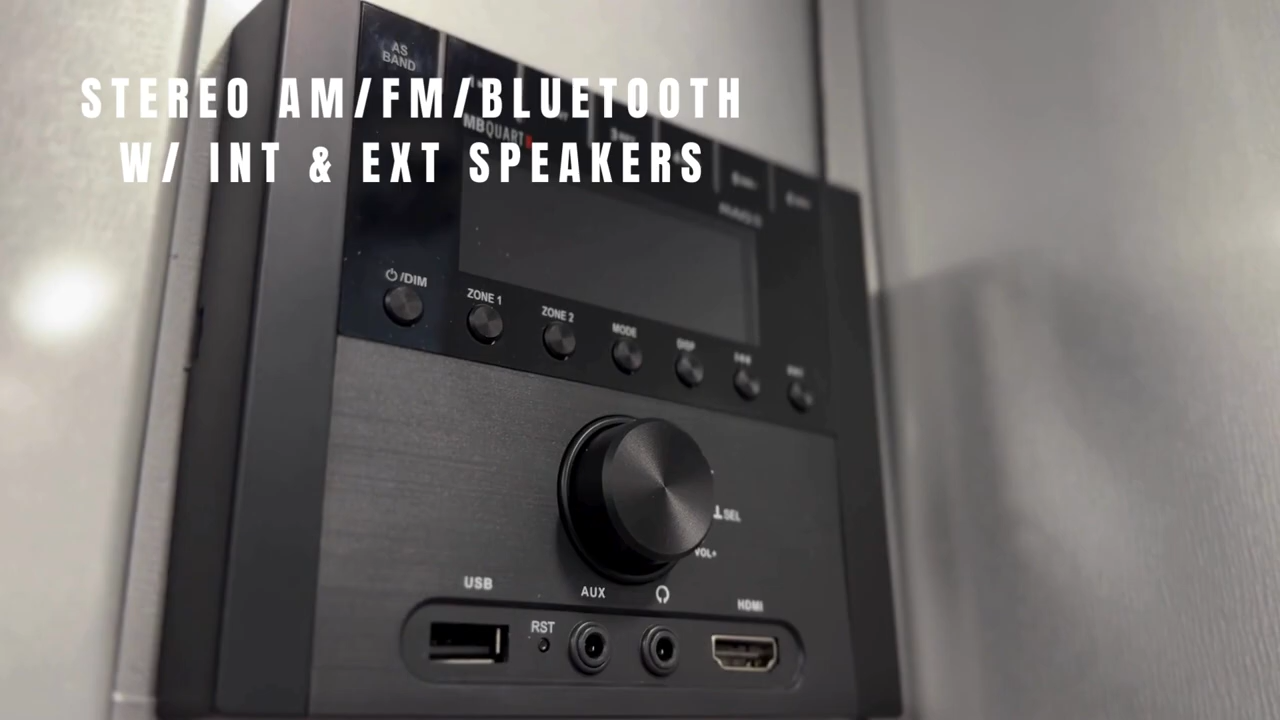 AS
BAND
STEREO AM/FM/BLUETOOTH
W/ INT & EXT SPEAKERS
MBQUART
/DIM
ZONE 1
ZONE 2
MODE
DISP
SEL
VOL+
USB
AUX
HDMI
RST